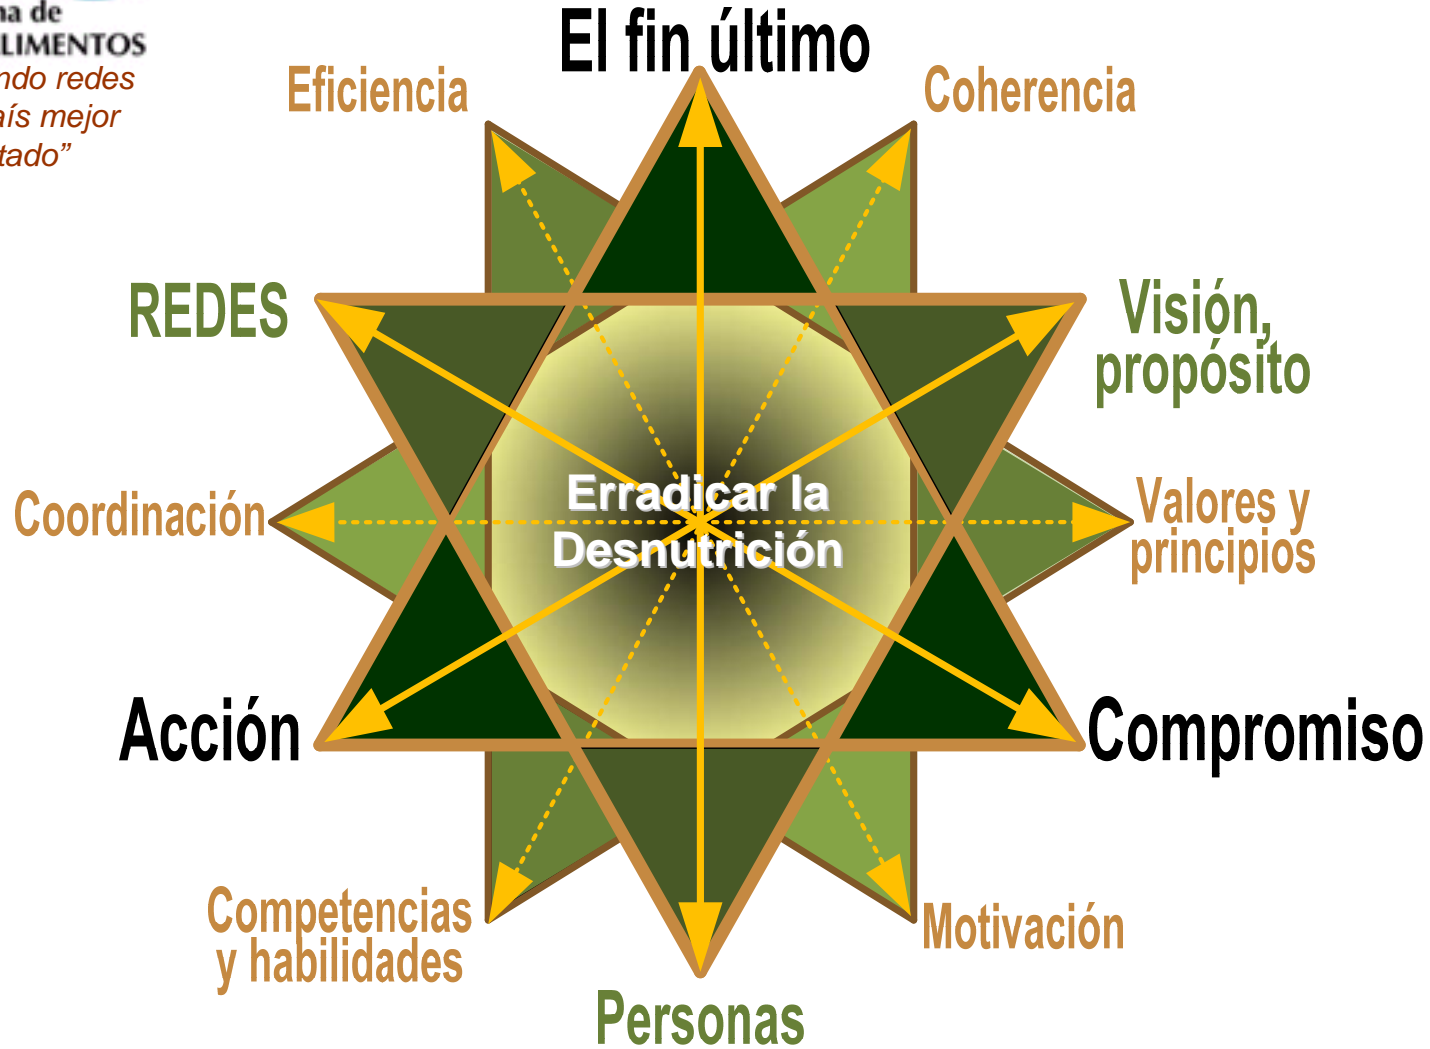 na de
LIMENTOS
ndo redes
aís mejor
tado”
El fin último
Eficiencia
Coherencia
REDES
Visión,
propósito
Erradicar la
Desnutrición
Coordinación
Valores y
principios
Acción
Compromiso
Competencias
y habilidades
Motivación
Personas